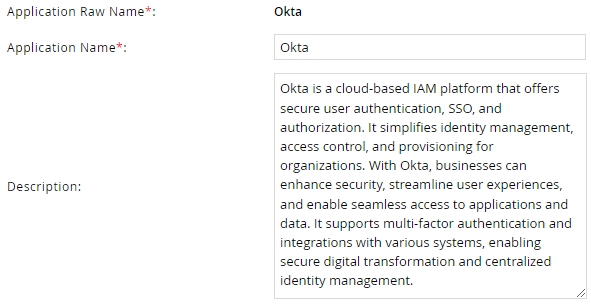 Application Raw Name*: Okta
Application Name*: Okta
Description:
Okta is a cloud-based IAM platform that offers
secure user authentication, SSO, and
authorization. It simplifies identity management,
access control, and provisioning for
organizations. With Okta, businesses can
enhance security, streamline user experiences,
and enable seamless access to applications and
data. It supports multi-factor authentication and
integrations with various systems, enabling
secure digital transformation and centralized
identity management.